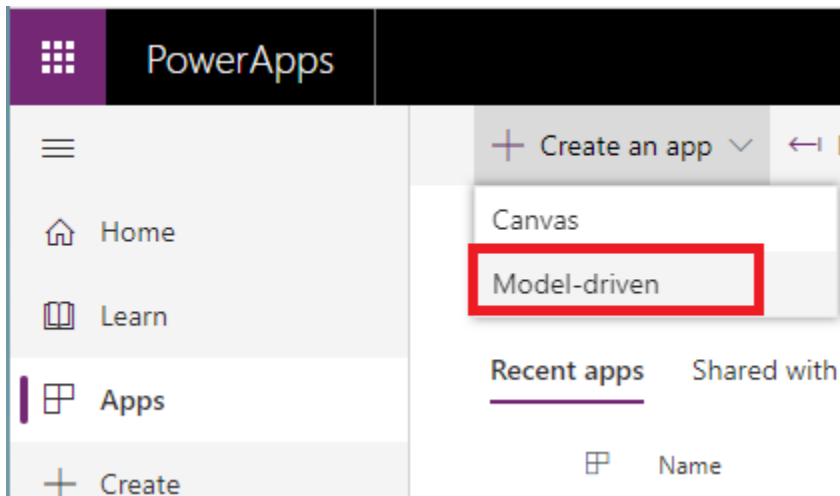 PowerApps
Create an app
Canvas
Model-driven
Home
Learn
Apps
Create
Recent apps
Shared with
Name